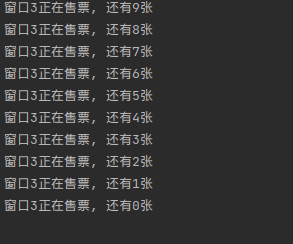 窗口3正在售票, 还有9张
窗口3正在售票, 还有8张
窗口3正在售票, 还有7张
窗口3正在售票, 还有6张
窗口3正在售票, 还有5张
窗口3正在售票, 还有4张
窗口3正在售票, 还有3张
窗口3正在售票, 还有2张
窗口3正在售票, 还有1张
窗口3正在售票, 还有0张